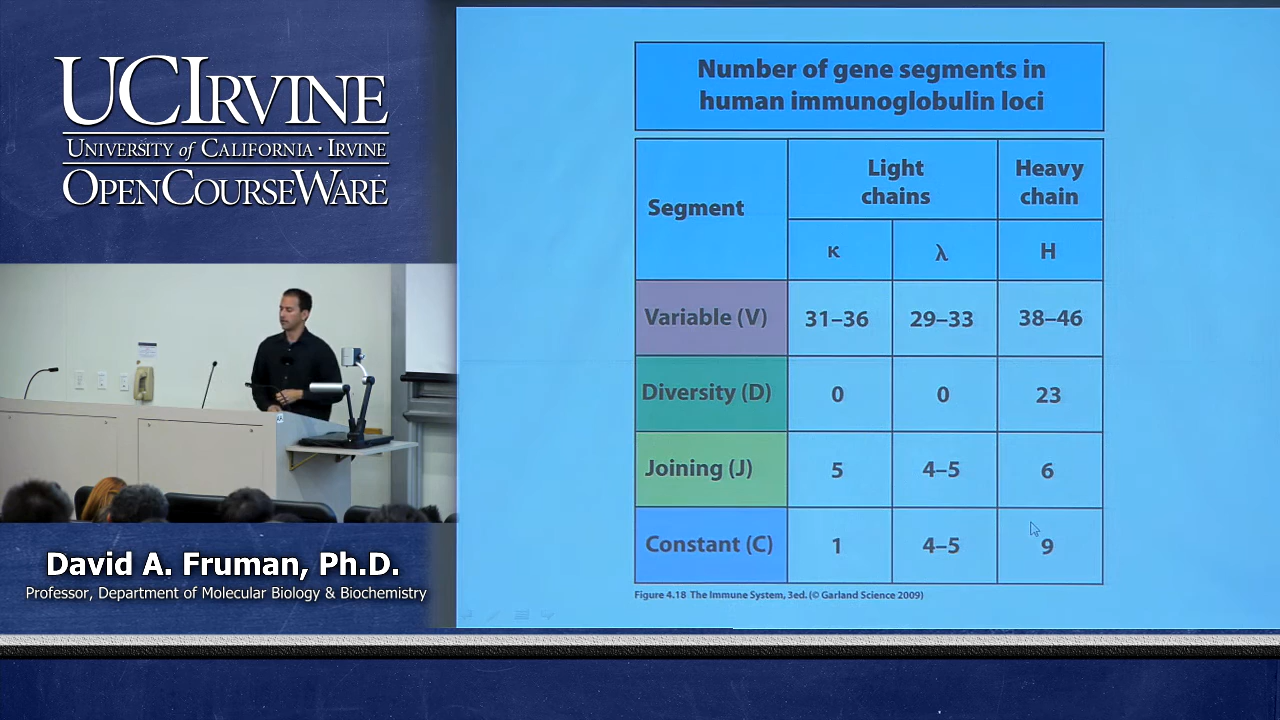 UCIRVINE
UNIVERSITY of CALIFORNIA · IRVINE
OPENCOURSEWARE
David A. Fruman, Ph.D.
Professor, Department of Molecular Biology & Biochemistry
Number of gene segments in
human immunoglobulin loci
Segment
Light
chains
Heavy
chain
κ
λ
H
Variable (V) 31–36 29–33 38–46
Diversity (D) 0 0 23
Joining (J) 5 4–5 6
Constant (C) 1 4–5 9
Figure 4.18 The Immune System, 3ed. (© Garland Science 2009)